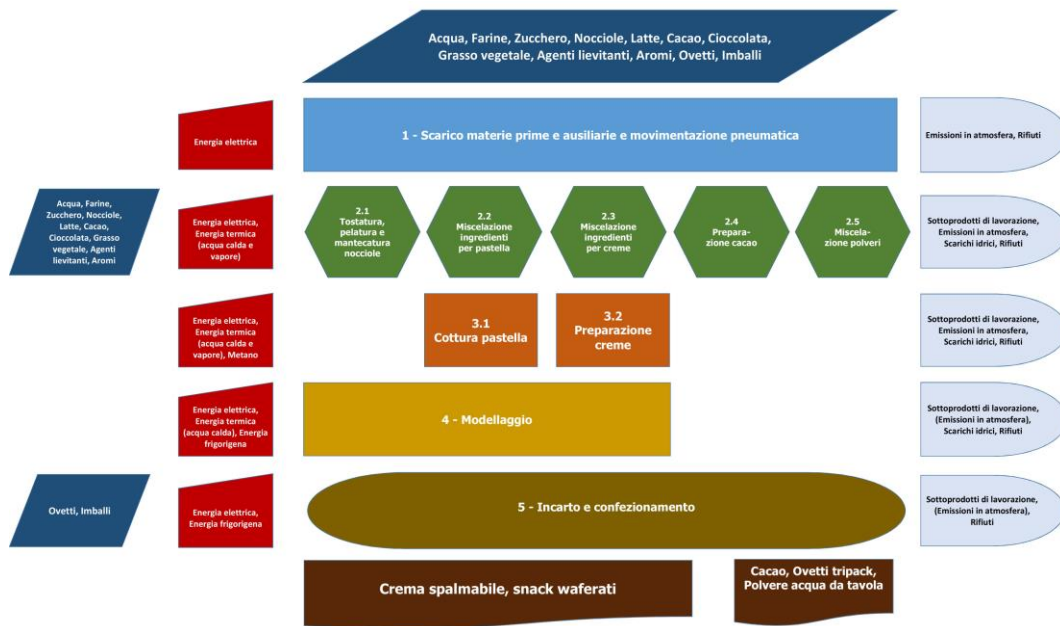 Acqua, Farine, Zucchero, Nocciole, Latte, Cacao, Cioccolata,
Grasso vegetale, Agenti lievitanti, Aromi, Ovetti, Imballi
Energia elettrica
1 - Scarico materie prime e ausiliarie e movimentazione pneumatica
Emissioni in atmosfera, Rifiuti
Acqua, Farine,
Zucchero, Nocciole,
Latte, Cacao,
Cioccolata, Grasso
vegetale, Agenti
lievitanti, Aromi
Energia elettrica,
Energia termica
(acqua calda e
vapore)
2.1
Tostatura,
pelatura e
mantecatura
nocciole
2.2
Miscelazione
ingredienti
per pastella
2.3
Miscelazione
ingredienti
per creme
2.4
Prepara-
zione cacao
2.5
Miscela-
zione polveri
Sottoprodotti di lavorazione,
Emissioni in atmosfera,
Scarichi idrici, Rifiuti
Energia elettrica,
Energia termica
(acqua calda e
vapore), Metano
3.1
Cottura pastella
3.2
Preparazione
creme
Sottoprodotti di lavorazione,
Emissioni in atmosfera,
Scarichi idrici, Rifiuti
Energia elettrica,
Energia termica
(acqua calda), Energia
frigorigena
4 - Modellaggio
Sottoprodotti di lavorazione,
(Emissioni in atmosfera),
Scarichi idrici, Rifiuti
Ovetti, Imballi
Energia elettrica,
Energia frigorigena
5 - Incarto e confezionamento
Sottoprodotti di lavorazione,
(Emissioni in atmosfera),
Rifiuti
Crema spalmabile, snack waferati
Cacao, Ovetti tripack,
Polvere acqua da tavola